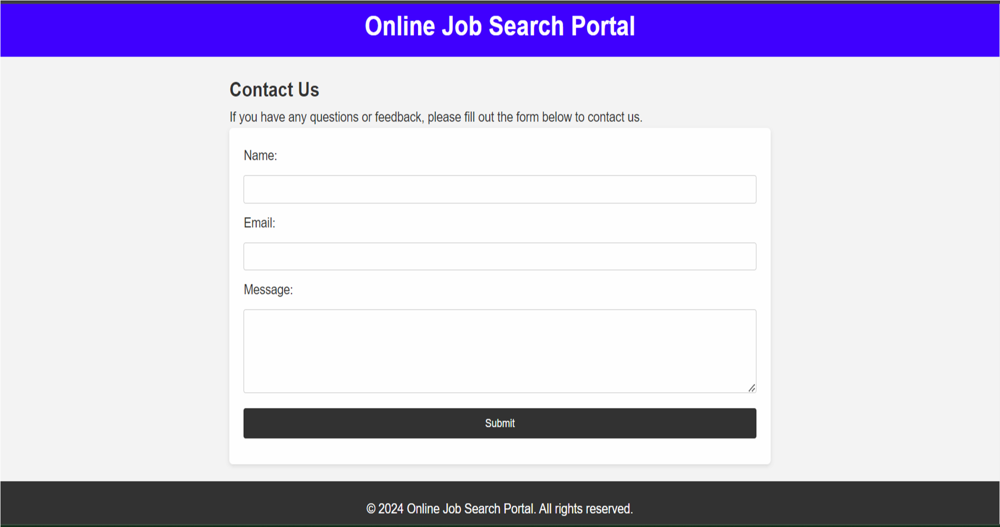 Online Job Search Portal
Contact Us
If you have any questions or feedback, please fill out the form below to contact us.
Name:
Email:
Message:
Submit
© 2024 Online Job Search Portal. All rights reserved.